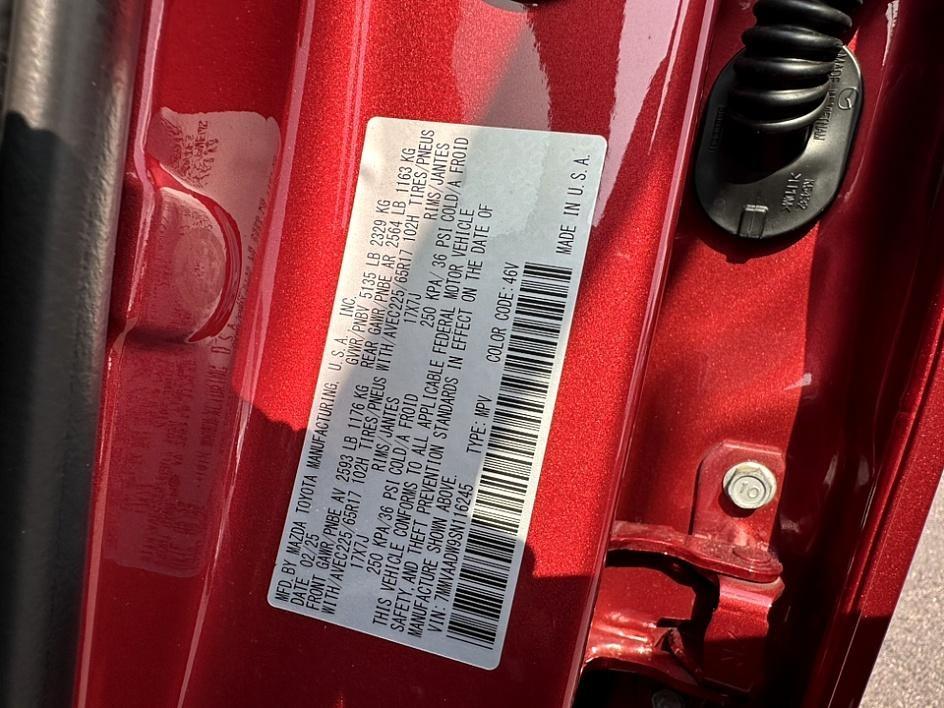 MFD. BY MAZDA TOYOTA MANUFACTURING, U.S.A. INC.
DATE 02/25 GVWR/PNBV 5135 LB 2329 KG
FRONT GAWR/PNBE AV 2593 LB 1176 KG REAR GAWR/PNBE AR 2564 LB 1163 KG
WITH/AVEC225/65R17 102H TIRES/PNEUS WITH/AVEC225/65R17 102H TIRES/PNEUS
17X7J RIMS/JANTES 17X7J RIMS/JANTES
250 KPA/36 PSI COLD/A FROID 250 KPA/36 PSI COLD/A FROID
THIS VEHICLE CONFORMS TO ALL APPLICABLE FEDERAL MOTOR VEHICLE
SAFETY, AND THEFT PREVENTION STANDARDS IN EFFECT ON THE DATE OF
MANUFACTURE SHOWN ABOVE.
VIN: 7MMVAADW9SN116245 TYPE: MPV COLOR CODE: 46V
MADE IN U.S.A.
10